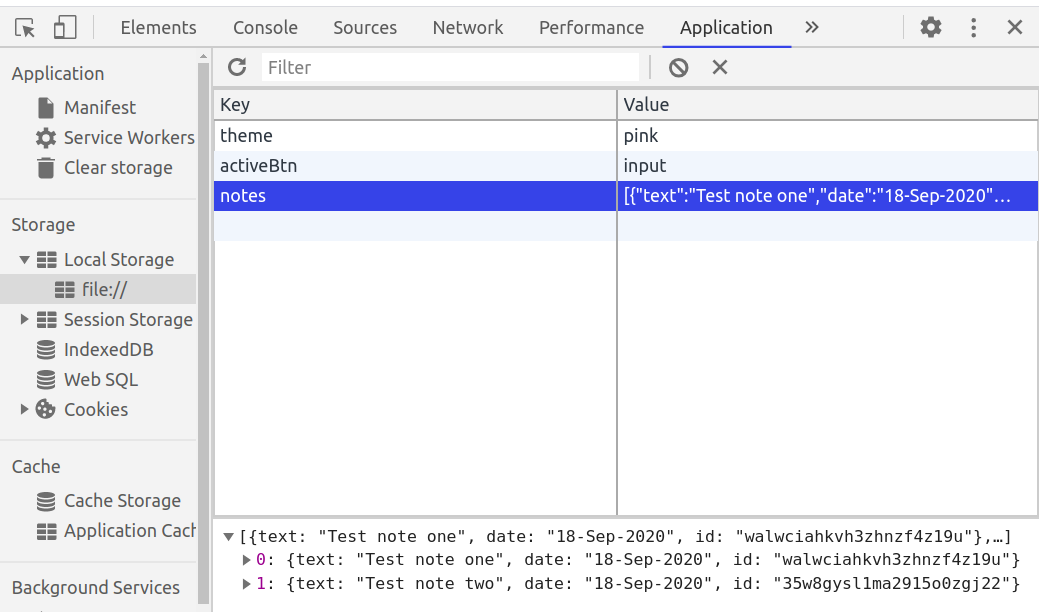 Elements Console Sources Network Performance Application »
Application
Manifest
Service Workers
Clear storage
Storage
Local Storage
file://
Session Storage
IndexedDB
Web SQL
Cookies
Cache
Cache Storage
Application Cach
Background Services
Filter
Key Value
theme pink
activeBtn input
notes [{"text":"Test note one","date":"18-Sep-2020"…
[{text: "Test note one", date: "18-Sep-2020", id: "walwciahkvh3zhnzf4z19u"},…]
0: {text: "Test note one", date: "18-Sep-2020", id: "walwciahkvh3zhnzf4z19u"}
1: {text: "Test note two", date: "18-Sep-2020", id: "35w8gysl1ma2915o0zgj22"}